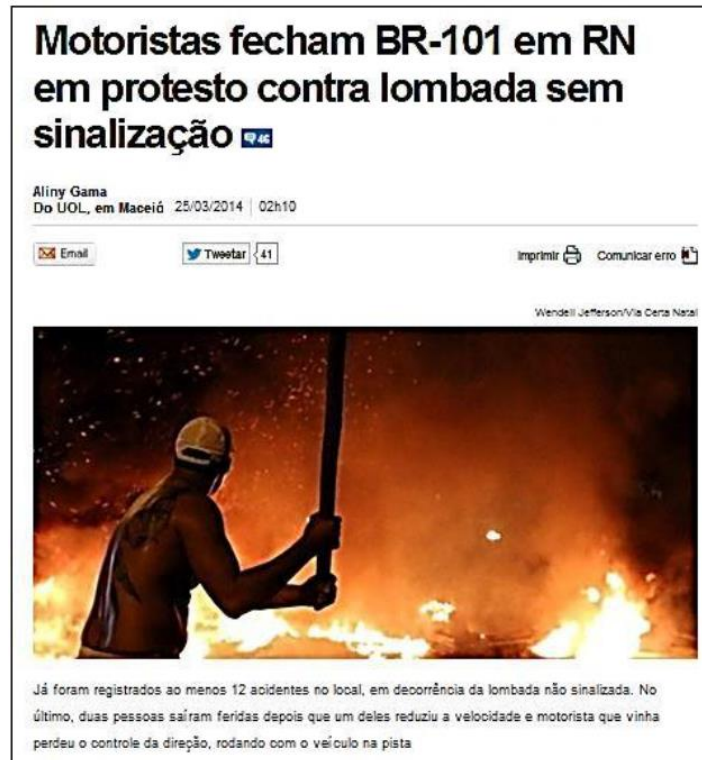 Motoristas fecham BR-101 em RN
em protesto contra lombada sem
sinalização 46
Aliny Gama
Do UOL, em Maceió 25/03/2014 02h10
Email Tweetar 41 Imprimir Comunicar erro
Wendell Jefferson/Via Certa Natal
Já foram registrados ao menos 12 acidentes no local, em decorrência da lombada não sinalizada. No
último, duas pessoas saíram feridas depois que um deles reduziu a velocidade e motorista que vinha
perdeu o controle da direção, rodando com o veículo na pista